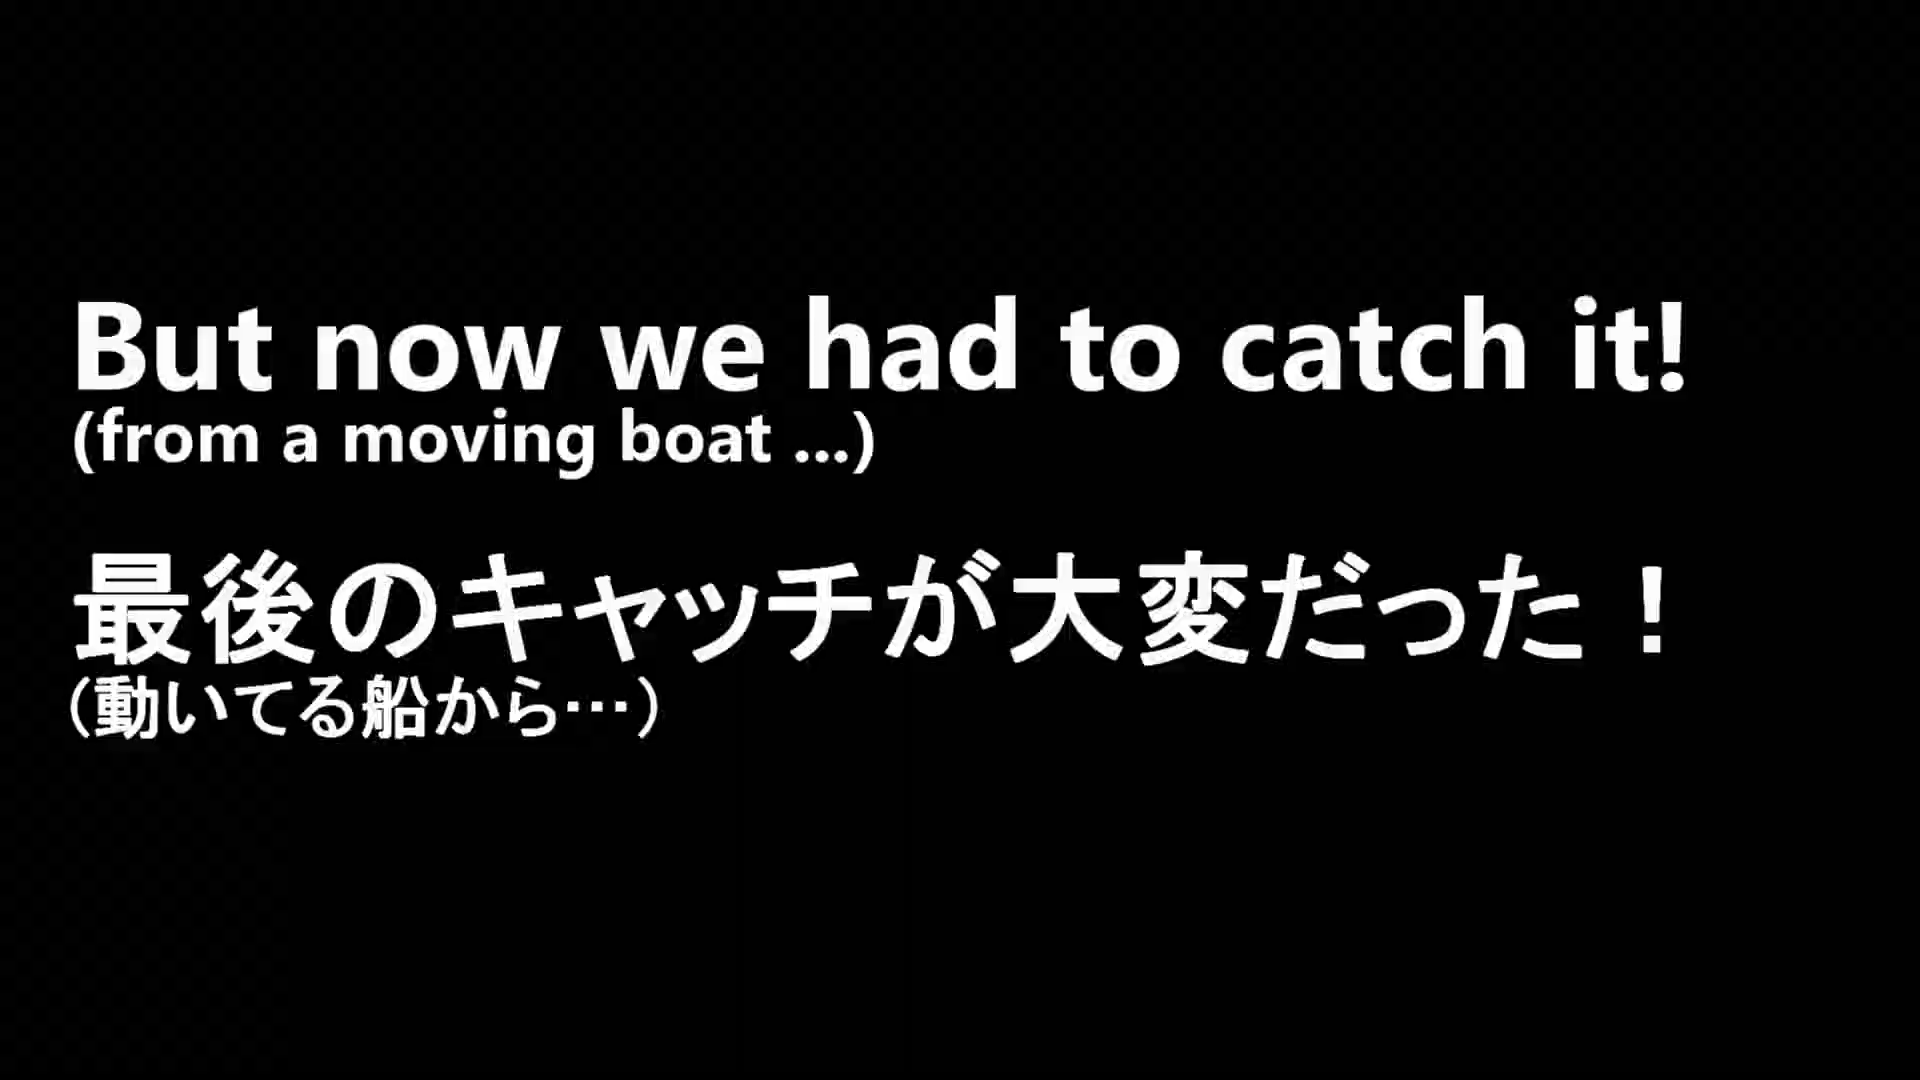 But now we had to catch it!
(from a moving boat ...)
最後のキャッチが大変だった！
（動いてる船から…）